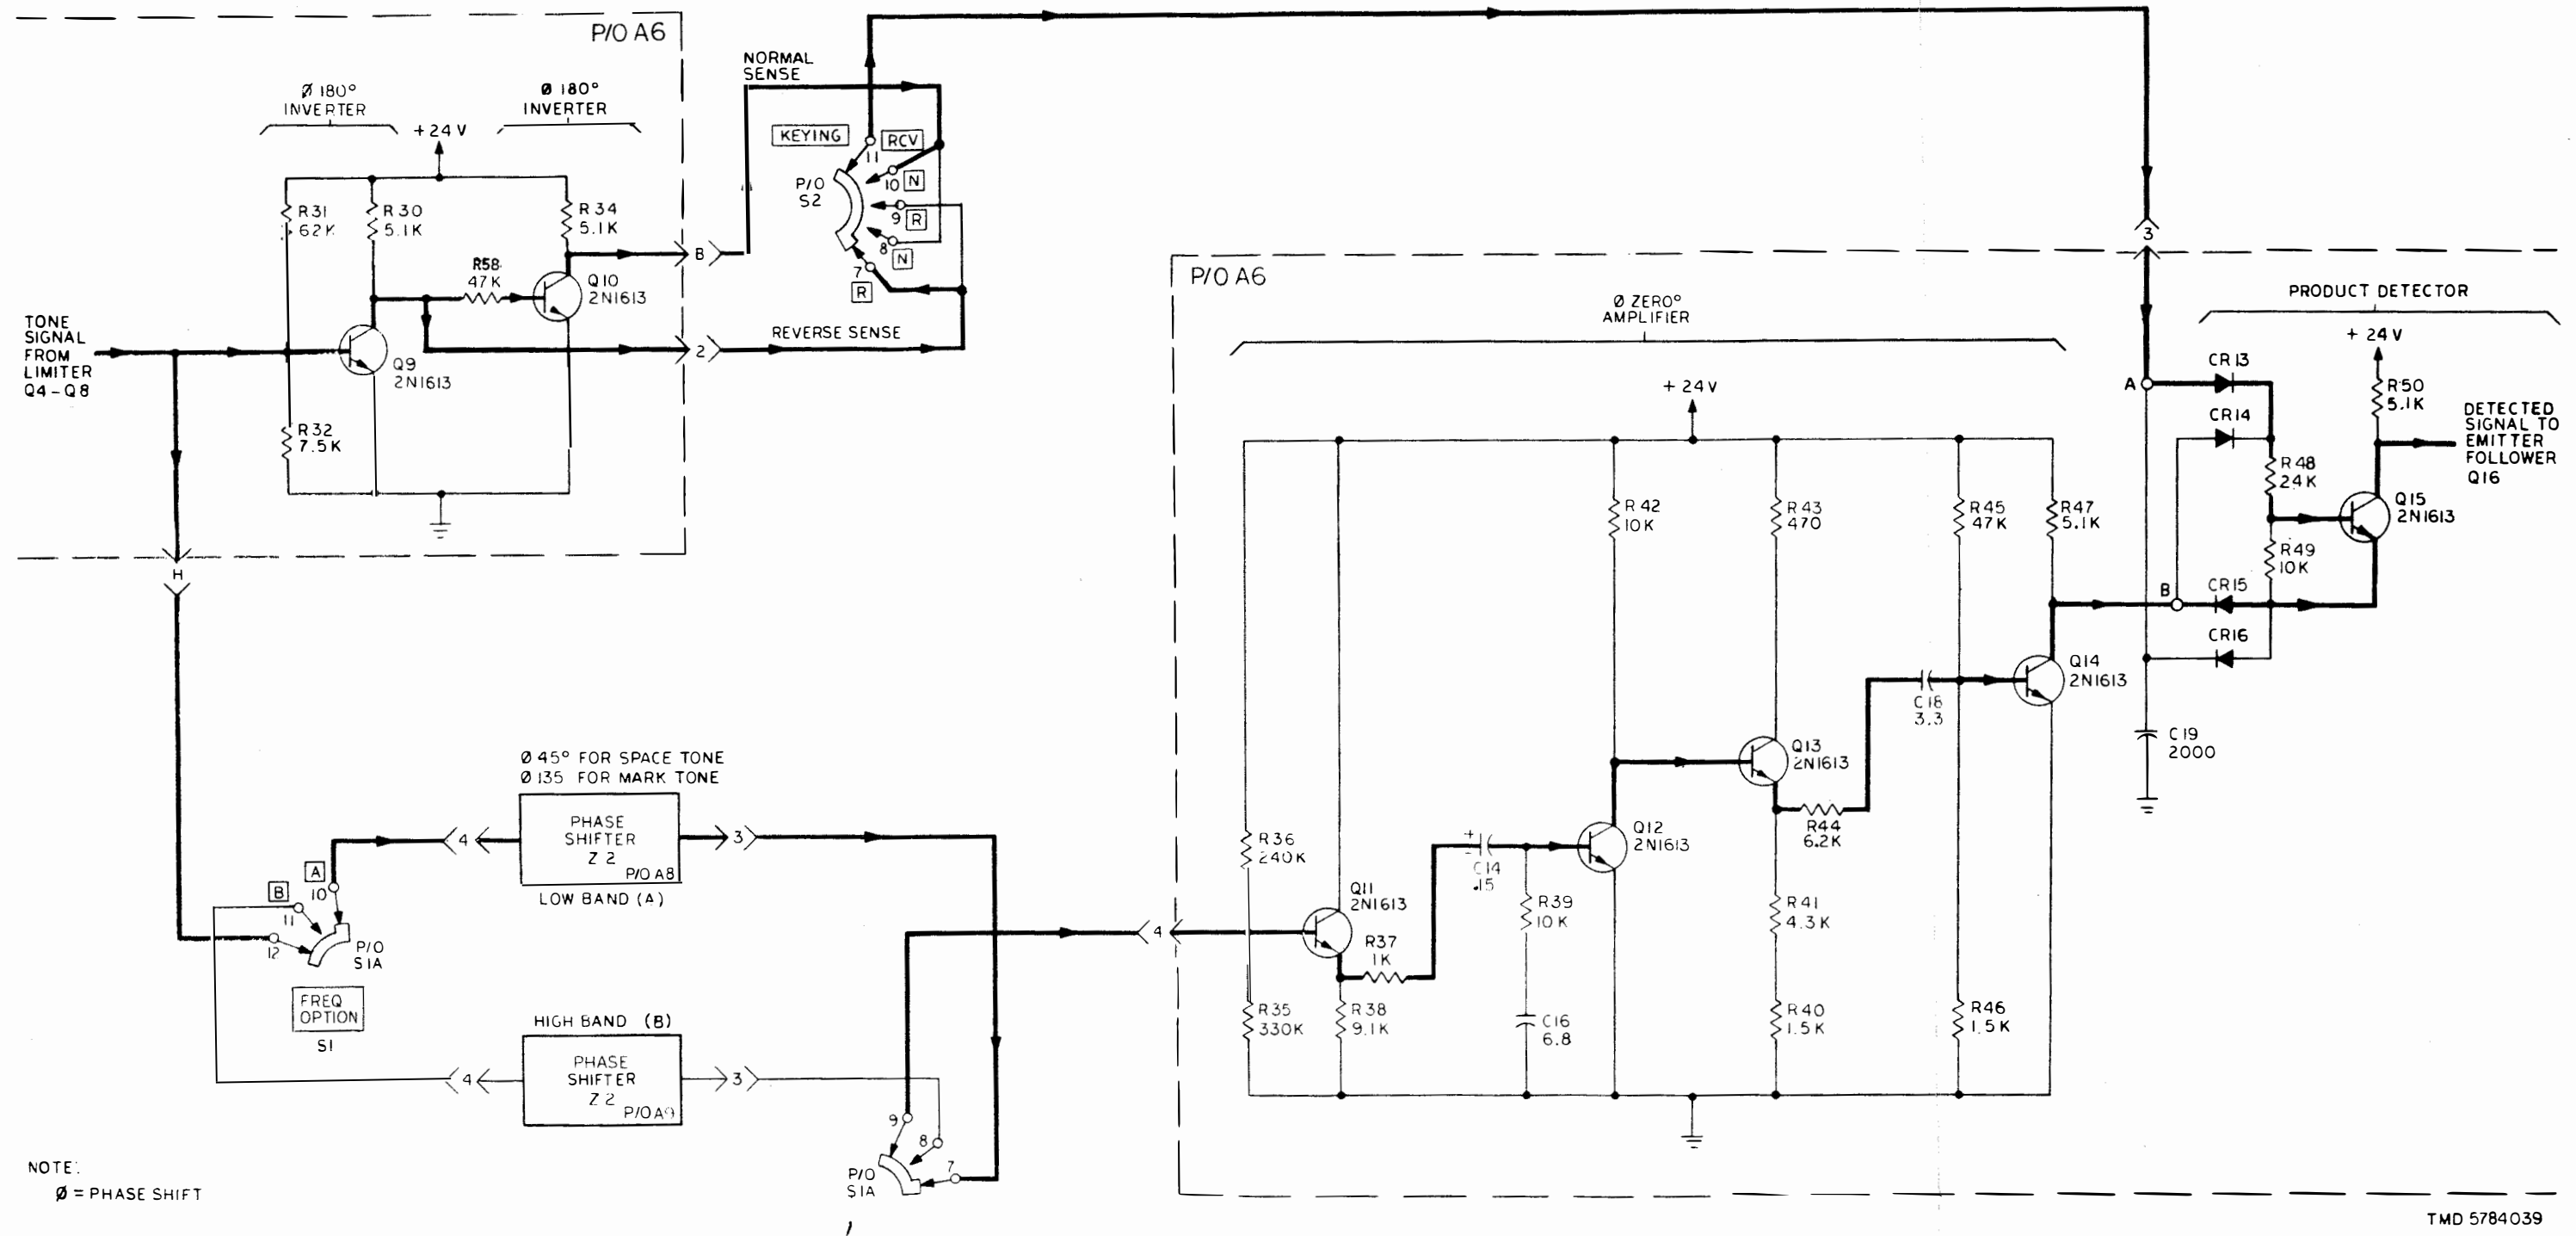 P/O A6
Ø 180°
INVERTER
Ø 180°
INVERTER
+ 24 V
R31
62K
R30
5.1K
R34
5.1K
R58
47K
Q10
2N1613
Q9
2N1613
R32
7.5K
TONE
SIGNAL
FROM
LIMITER
Q4-Q8
B
2
H
NORMAL
SENSE
REVERSE SENSE
KEYING
RCV
P/O
S2
11
10 N
9 R
8 N
7
R
3
P/O A6
Ø ZERO°
AMPLIFIER
+ 24 V
R36
240K
R35
330K
Q11
2N1613
R37
1K
R38
9.1K
C14
.15
+
-
R39
10K
C16
6.8
R42
10K
Q12
2N1613
R43
470
Q13
2N1613
R44
6.2K
R41
4.3K
R40
1.5K
C18
3.3
R45
47K
R46
1.5K
R47
5.1K
Q14
2N1613
PRODUCT DETECTOR
+ 24 V
A
CR13
CR14
R50
5.1K
R48
24K
R49
10K
Q15
2N1613
B
CR15
CR16
C19
2000
DETECTED
SIGNAL TO
EMITTER
FOLLOWER
Q16
Ø 45° FOR SPACE TONE
Ø 135 FOR MARK TONE
4
PHASE
SHIFTER
Z 2
P/O A8
3
LOW BAND (A)
A
10
B
11
12
P/O
S1A
FREQ
OPTION
S1
HIGH BAND (B)
4
PHASE
SHIFTER
Z 2
P/O A9
3
9
8
7
P/O
S1A
4
NOTE:
Ø = PHASE SHIFT
TMD 5784039